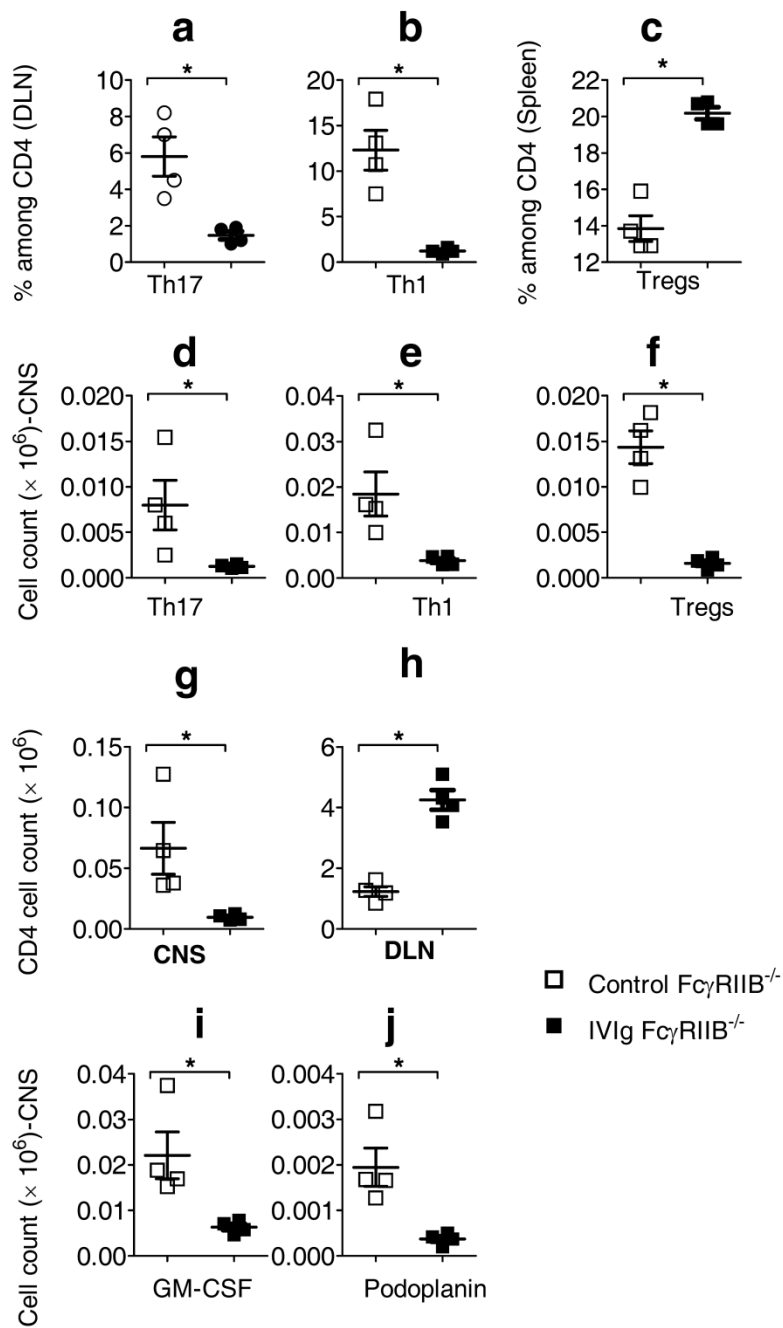 a b c
* * *
% among CD4 (DLN)
10
8
6
4
2
0
Th17
20
15
10
5
0
Th1
% among CD4 (Spleen)
22
20
18
16
14
12
Tregs
d e f
* * *
Cell count (× 10⁶)-CNS
0.020
0.015
0.010
0.005
0.000
Th17
0.04
0.03
0.02
0.01
0.00
Th1
0.020
0.015
0.010
0.005
0.000
Tregs
g h
* *
CD4 cell count (× 10⁶)
0.15
0.10
0.05
0.00
CNS
6
4
2
0
DLN
Control FcγRIIB-/-
IVIg FcγRIIB-/-
i j
* *
Cell count (× 10⁶)-CNS
0.04
0.03
0.02
0.01
0.00
GM-CSF
0.004
0.003
0.002
0.001
0.000
Podoplanin